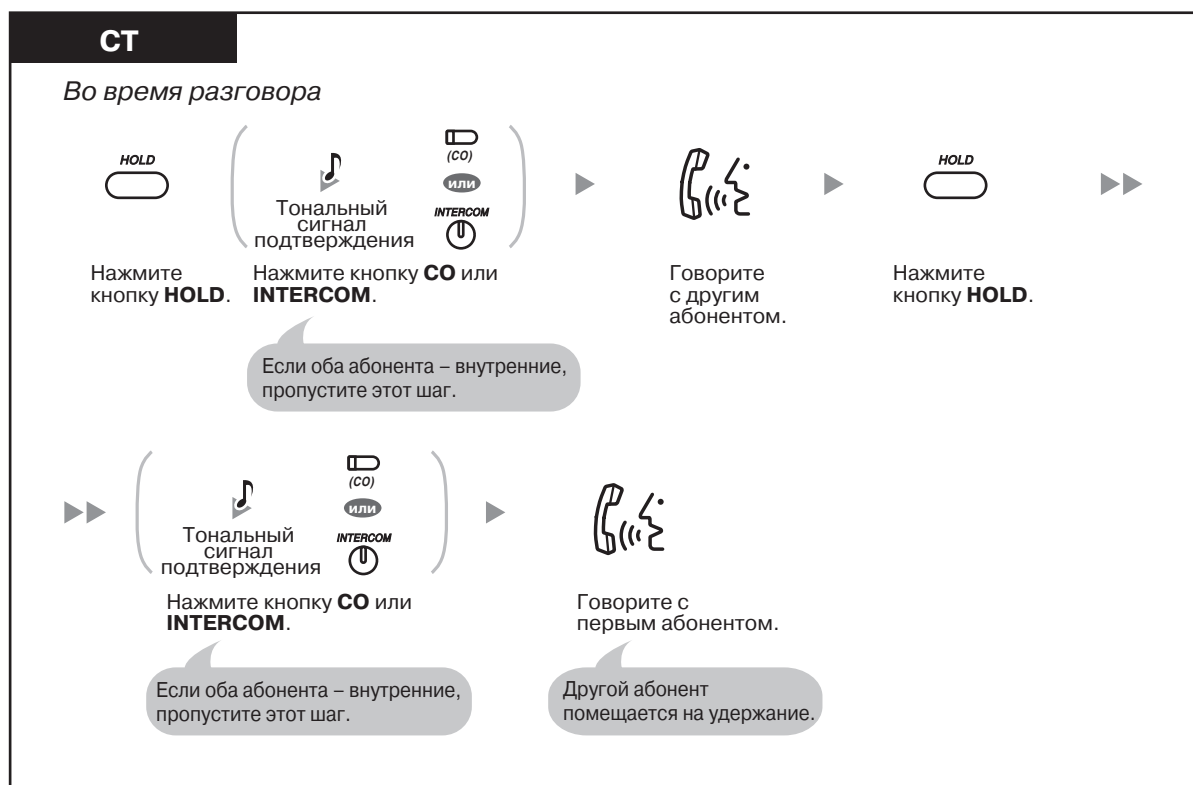 СТ
Во время разговора
HOLD
(CO)
или
INTERCOM
Тональный
сигнал
подтверждения
HOLD
Нажмите
кнопку HOLD.
Нажмите кнопку CO или
INTERCOM.
Говорите
с другим
абонентом.
Нажмите
кнопку HOLD.
Если оба абонента – внутренние,
пропустите этот шаг.
(CO)
или
INTERCOM
Тональный
сигнал
подтверждения
Нажмите кнопку CO или
INTERCOM.
Говорите с
первым абонентом.
Если оба абонента – внутренние,
пропустите этот шаг.
Другой абонент
помещается на удержание.